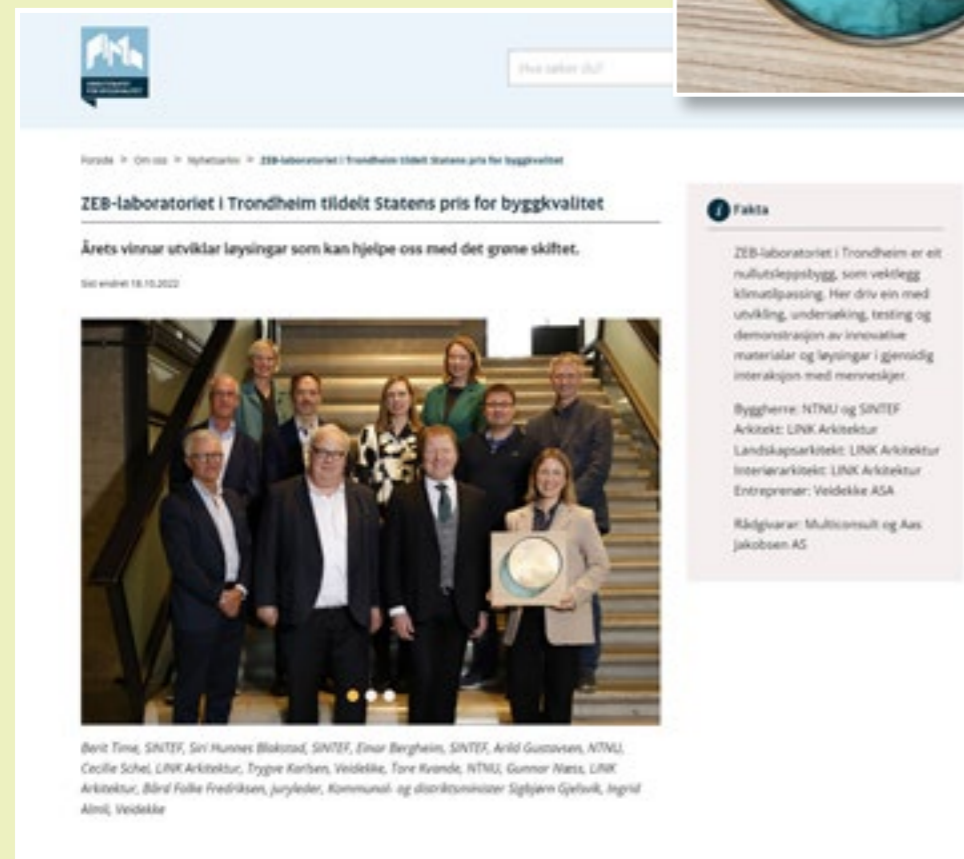 DIREKTORATET
FOR BYGGKVALITET
Hva søker du?
Forside > Om oss > Nyhetsarkiv > ZEB-laboratoriet i Trondheim tildelt Statens pris for byggkvalitet
ZEB-laboratoriet i Trondheim tildelt Statens pris for byggkvalitet
Årets vinnar utviklar løysingar som kan hjelpe oss med det grøne skiftet.
Sist endret 18.10.2022
Berit Time, SINTEF, Siri Hunnes Blakstad, SINTEF, Einar Bergheim, SINTEF, Arild Gustavsen, NTNU,
Cecilie Schei, LINK Arkitektur, Trygve Karlsen, Veidekke, Tore Kvande, NTNU, Gunnar Næss, LINK
Arkitektur, Bård Folke Fredriksen, juryleder, Kommunal- og distriktsminister Sigbjørn Gjelsvik, Ingrid
Almli, Veidekke
i Fakta
ZEB-laboratoriet i Trondheim er eit
nullutsleppsbygg, som vektlegg
klimatilpassing. Her driv ein med
utvikling, undersøking, testing og
demonstrasjon av innovative
materialar og løysingar i gjensidig
interaksjon med menneskjer.
Byggherre: NTNU og SINTEF
Arkitekt: LINK Arkitektur
Landskapsarkitekt: LINK Arkitektur
Interiørarkitekt: LINK Arkitektur
Entreprenør: Veidekke ASA
Rådgivarar: Multiconsult og Aas
Jakobsen AS